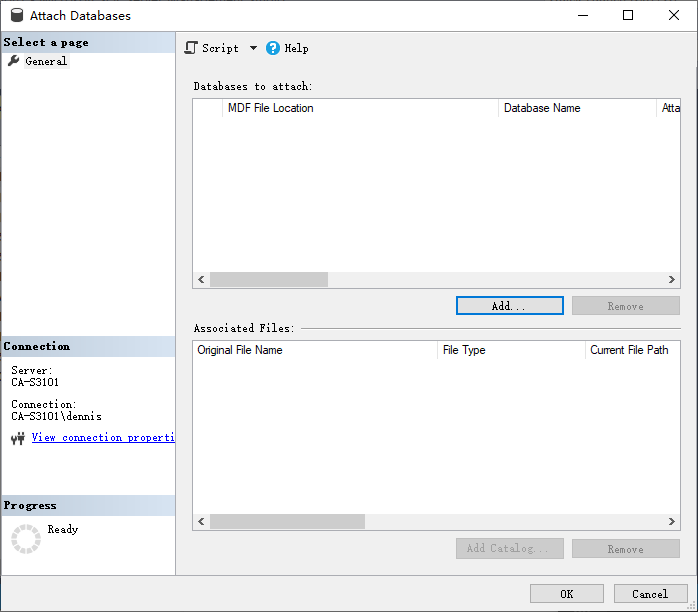 Attach Databases
Select a page
General
Script
Help
Databases to attach:
MDF File Location
Database Name
Atta
Add...
Remove
Associated Files:
Original File Name
File Type
Current File Path
Connection
Server:
CA-S3101
Connection:
CA-S3101\dennis
View connection properti
Progress
Ready
Add Catalog...
Remove
OK
Cancel